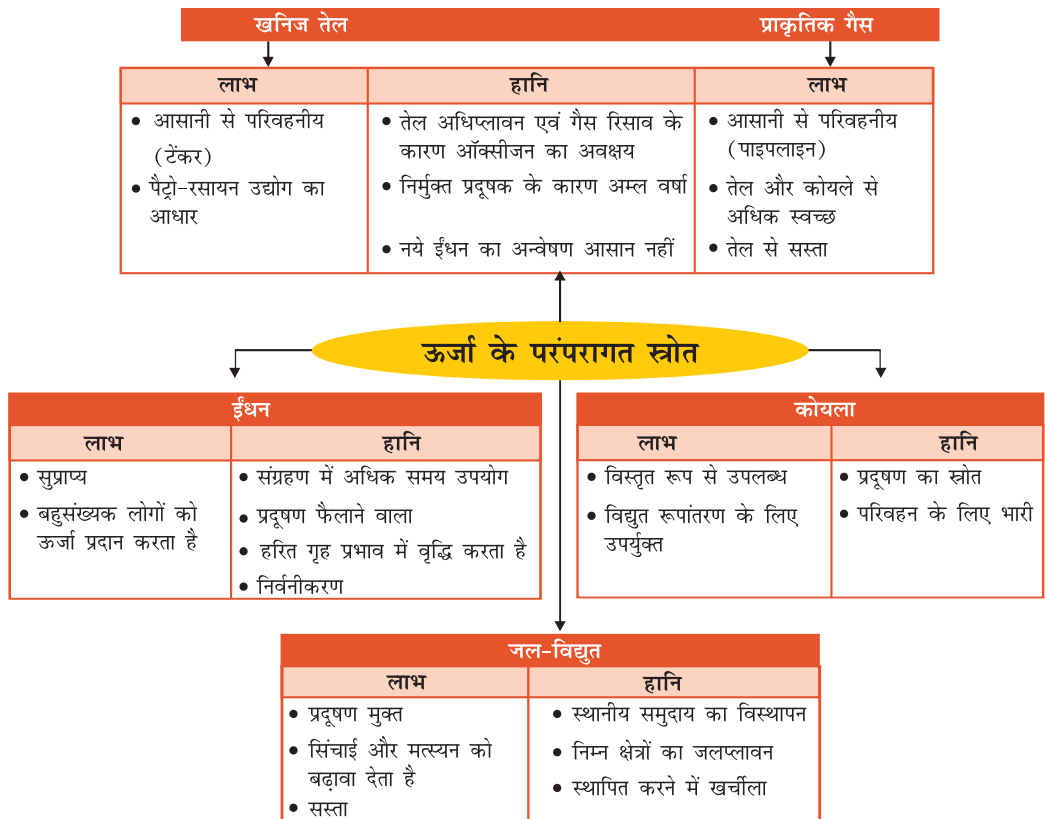 खनिज तेल
प्राकृतिक गैस
लाभ
• आसानी से परिवहनीय
(टेंकर)
• पैट्रो-रसायन उद्योग का
आधार
हानि
• तेल अधिप्लावन एवं गैस रिसाव के
कारण ऑक्सीजन का अवक्षय
• निर्मुक्त प्रदूषक के कारण अम्ल वर्षा
• नये ईंधन का अन्वेषण आसान नहीं
लाभ
• आसानी से परिवहनीय
(पाइपलाइन)
• तेल और कोयले से
अधिक स्वच्छ
• तेल से सस्ता
ऊर्जा के परंपरागत स्त्रोत
ईंधन
लाभ
• सुप्राप्य
• बहुसंख्यक लोगों को
ऊर्जा प्रदान करता है
हानि
• संग्रहण में अधिक समय उपयोग
• प्रदूषण फैलाने वाला
• हरित गृह प्रभाव में वृद्धि करता है
• निर्वनीकरण
कोयला
लाभ
• विस्तृत रूप से उपलब्ध
• विद्युत रूपांतरण के लिए
उपर्युक्त
हानि
• प्रदूषण का स्रोत
• परिवहन के लिए भारी
जल-विद्युत
लाभ
• प्रदूषण मुक्त
• सिंचाई और मत्स्यन को
बढ़ावा देता है
• सस्ता
हानि
• स्थानीय समुदाय का विस्थापन
• निम्न क्षेत्रों का जलप्लावन
• स्थापित करने में खर्चीला